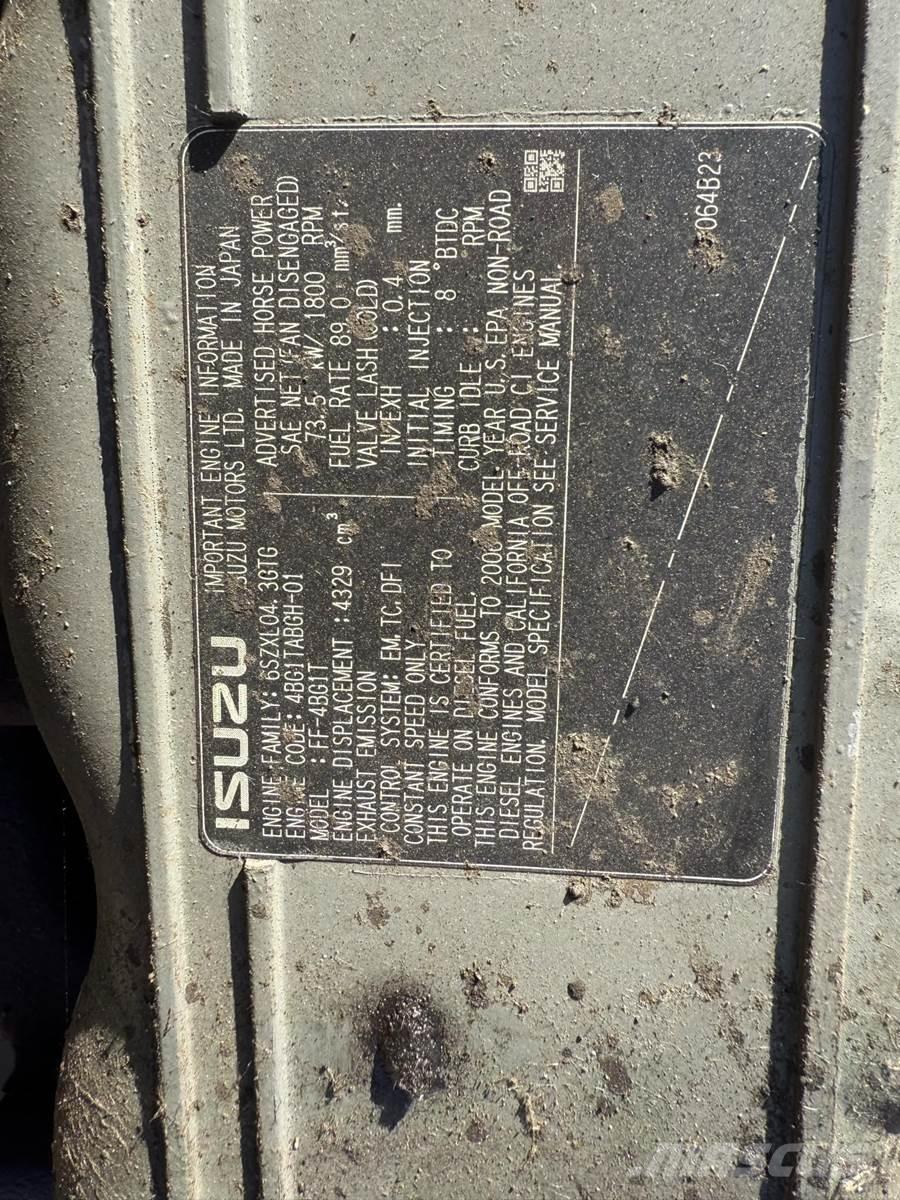 ISUZU
IMPORTANT ENGINE INFORMATION
ISUZU MOTORS LTD. MADE IN JAPAN
ENGINE FAMILY: 6SZXL04. 3GTG
ENGINE CODE: 4BG1TABGH-01
MODEL : FF-4BG1T
ENGINE DISPLACEMENT :4329 cm³
EXHAUST EMISSION
CONTROL SYSTEM: EM, TC, DFI
CONSTANT SPEED ONLY
THIS ENGINE IS CERTIFIED TO
OPERATE ON DIESEL FUEL.
ADVERTISED HORSE POWER
SAE NET(FAN DISENGAGED)
73.5 kW/ 1800 RPM
FUEL RATE 89.0 mm³/st.
VALVE LASH(COLD)
IN/EXH : 0.4 mm.
INITIAL INJECTION
TIMING : 8 °BTDC
CURB IDLE : RPM
THIS ENGINE CONFORMS TO 2006 MODEL YEAR U.S. EPA NON-ROAD
DIESEL ENGINES AND CALIFORNIA OFF-ROAD CI ENGINES
REGULATION. MODEL SPECIFICATION SEE SERVICE MANUAL
064B23
MASCUS